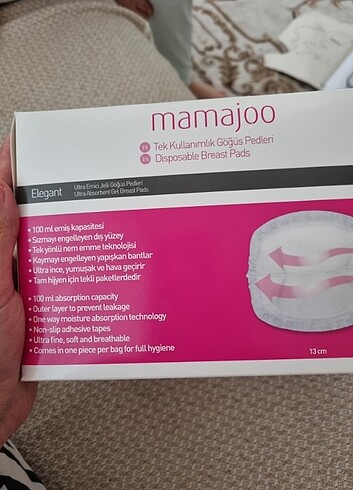 mamajoo
TR Tek Kullanımlık Göğüs Pedleri
EN Disposable Breast Pads
Elegant
Ultra Emici Jelli Göğüs Pedleri
Ultra Absorbent Gel Breast Pads
• 100 ml emiş kapasitesi
• Sızmayı engelleyen dış yüzey
• Tek yönlü nem emme teknolojisi
• Kaymayı engelleyen yapışkan bantlar
• Ultra ince, yumuşak ve hava geçirir
• Tam hijyen için tekli paketlerdedir
• 100 ml absorption capacity
• Outer layer to prevent leakage
• One way moisture absorption technology
• Non-slip adhesive tapes
• Ultra fine, soft and breathable
• Comes in one piece per bag for full hygiene
13 cm